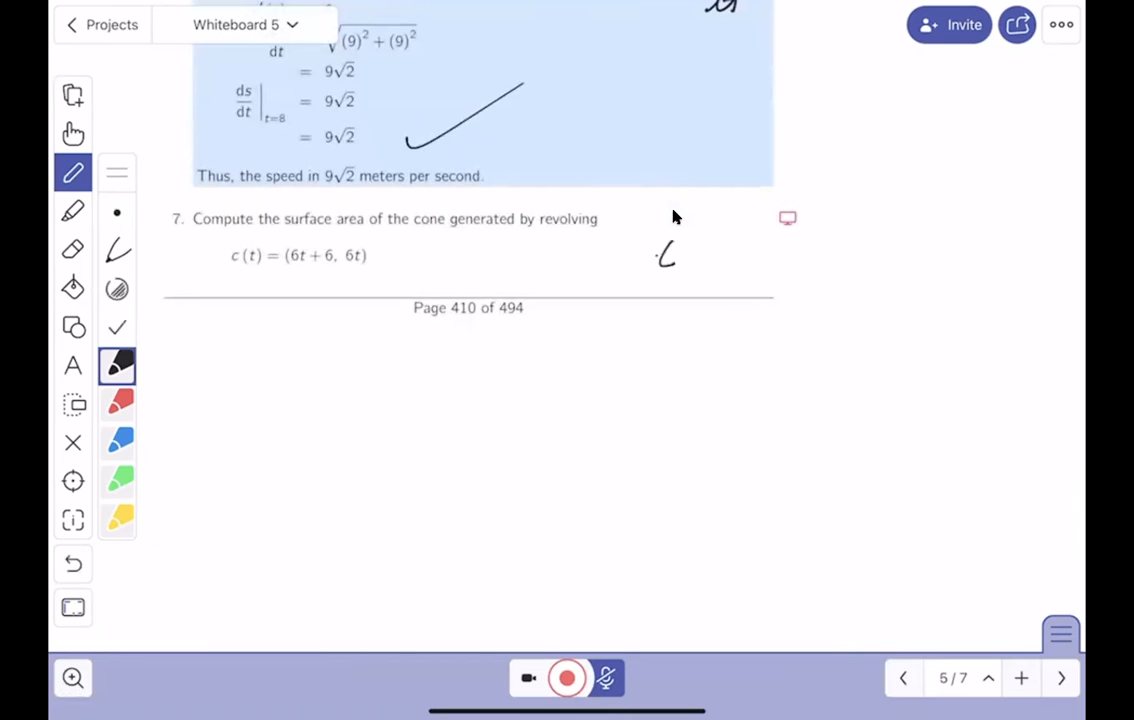 Projects
Whiteboard 5
Invite
dt √(9)² + (9)²
= 9√2
ds/dt |t=8 = 9√2
= 9√2
Thus, the speed in 9√2 meters per second.
7. Compute the surface area of the cone generated by revolving
c (t) = (6t + 6, 6t)
Page 410 of 494
A
5 / 7